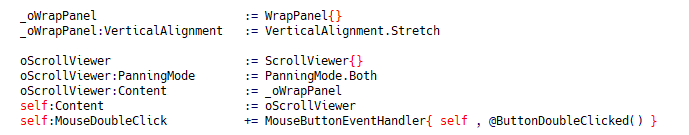 _oWrapPanel := WrapPanel{}
_oWrapPanel:VerticalAlignment := VerticalAlignment.Stretch
oScrollViewer := ScrollViewer{}
oScrollViewer:PanningMode := PanningMode.Both
oScrollViewer:Content := _oWrapPanel
self:Content := oScrollViewer
self:MouseDoubleClick += MouseButtonEventHandler{ self , @ButtonDoubleClicked() }